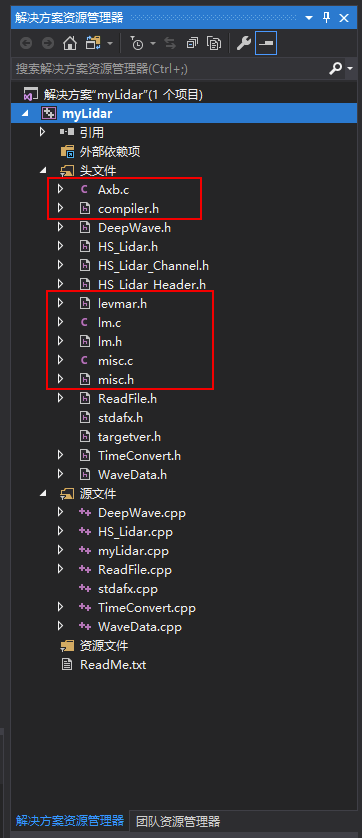 解决方案资源管理器
搜索解决方案资源管理器(Ctrl+;)
解决方案"myLidar"(1 个项目)
myLidar
引用
外部依赖项
头文件
Axb.c
compiler.h
DeepWave.h
HS_Lidar.h
HS_Lidar_Channel.h
HS_Lidar_Header.h
levmar.h
lm.c
lm.h
misc.c
misc.h
ReadFile.h
stdafx.h
targetver.h
TimeConvert.h
WaveData.h
源文件
DeepWave.cpp
HS_Lidar.cpp
myLidar.cpp
ReadFile.cpp
stdafx.cpp
TimeConvert.cpp
WaveData.cpp
资源文件
ReadMe.txt
解决方案资源管理器 团队资源管理器